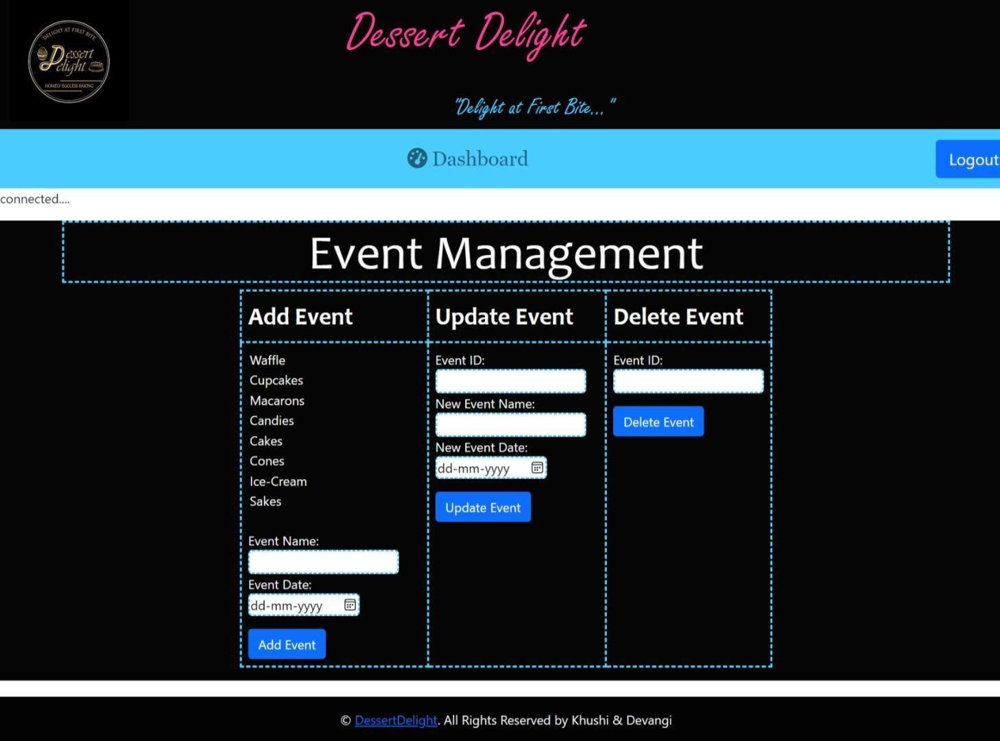 DELIGHT AT FIRST BITE
Dessert
Delight
HOMELY EGGLESS BAKING
Dessert Delight
"Delight at First Bite..."
Dashboard
Logout
connected....
Event Management
Add Event
Waffle
Cupcakes
Macarons
Candies
Cakes
Cones
Ice-Cream
Sakes
Event Name:
Event Date:
dd-mm-yyyy
Add Event
Update Event
Event ID:
New Event Name:
New Event Date:
dd-mm-yyyy
Update Event
Delete Event
Event ID:
Delete Event
© DessertDelight. All Rights Reserved by Khushi & Devangi